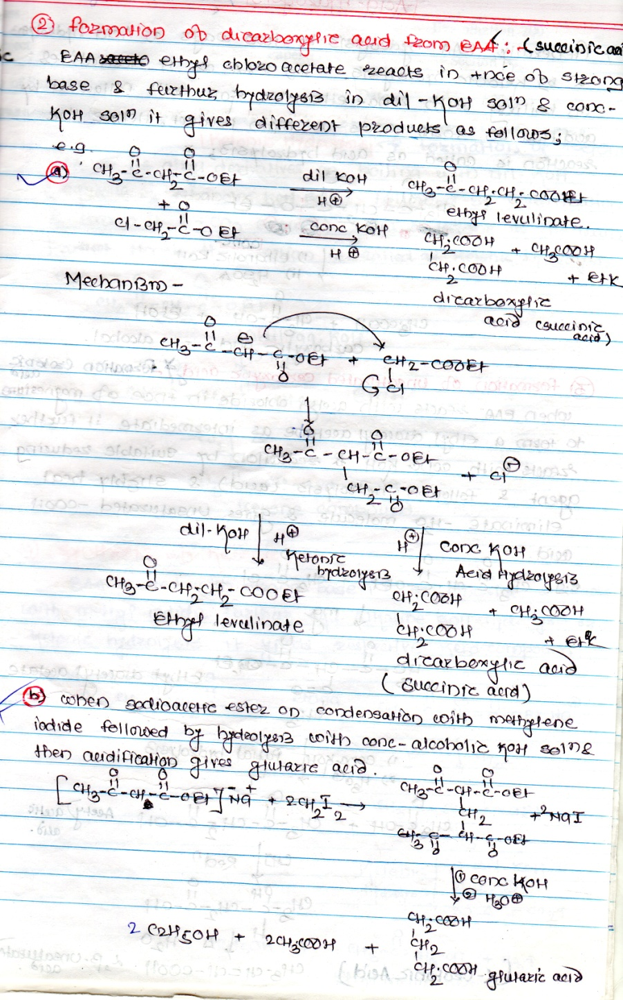 ② formation of dicarboxylic acid from EAA :- (succinic aci
EAA ethyl chloro acetate reacts in +nce of strong
base & furthur hydrolysis in dil-KOH solⁿ & conc-
KOH solⁿ it gives different products as follows;
e.g.
a) CH₃-C(=O)-CH₂-C(=O)-OEt dil KOH / H⊕ → CH₃-C(=O)-CH₂-CH₂-COOEt
+ ethyl levulinate.
Cl-CH₂-C(=O)-OEt conc KOH / H⊕ → CH₂-COOH + CH₃COOH
CH₂-COOH + EtK
dicarboxylic
acid (succinic
acid)
Mechanism -
CH₃-C(=O)-CH⊖-C(=O)-OEt + CH₂-COOEt
Cl
↓
CH₃-C(=O)-CH-C(=O)-OEt + Cl⊖
CH₂-C(=O)-OEt
dil-KOH ↓ H⊕ H⊕ ↓ Conc KOH
Ketonic hydrolysis Acid Hydrolysis
CH₃-C(=O)-CH₂-CH₂-COOEt CH₂-COOH + CH₃COOH
Ethyl levulinate CH₂-COOH + EtK
dicarboxylic acid
(succinic acid)
b) when sodioacetic ester on condensation with methylene
iodide followed by hydrolysis with conc-alcoholic KOH solⁿ &
then acidification gives glutaric acid.
[CH₃-C(=O)-CH-C(=O)-OEt]⁻Na⁺ + 2CH₂I₂ → CH₃-C(=O)-CH-C(=O)-OEt
CH₂ + 2NaI
CH₃-C(=O)-CH-C(=O)-OEt
↓ ① conc KOH
② H₃O⊕
2 C2H5OH + 2CH₃COOH + CH₂-COOH
CH₂
CH₂-COOH glutaric acid